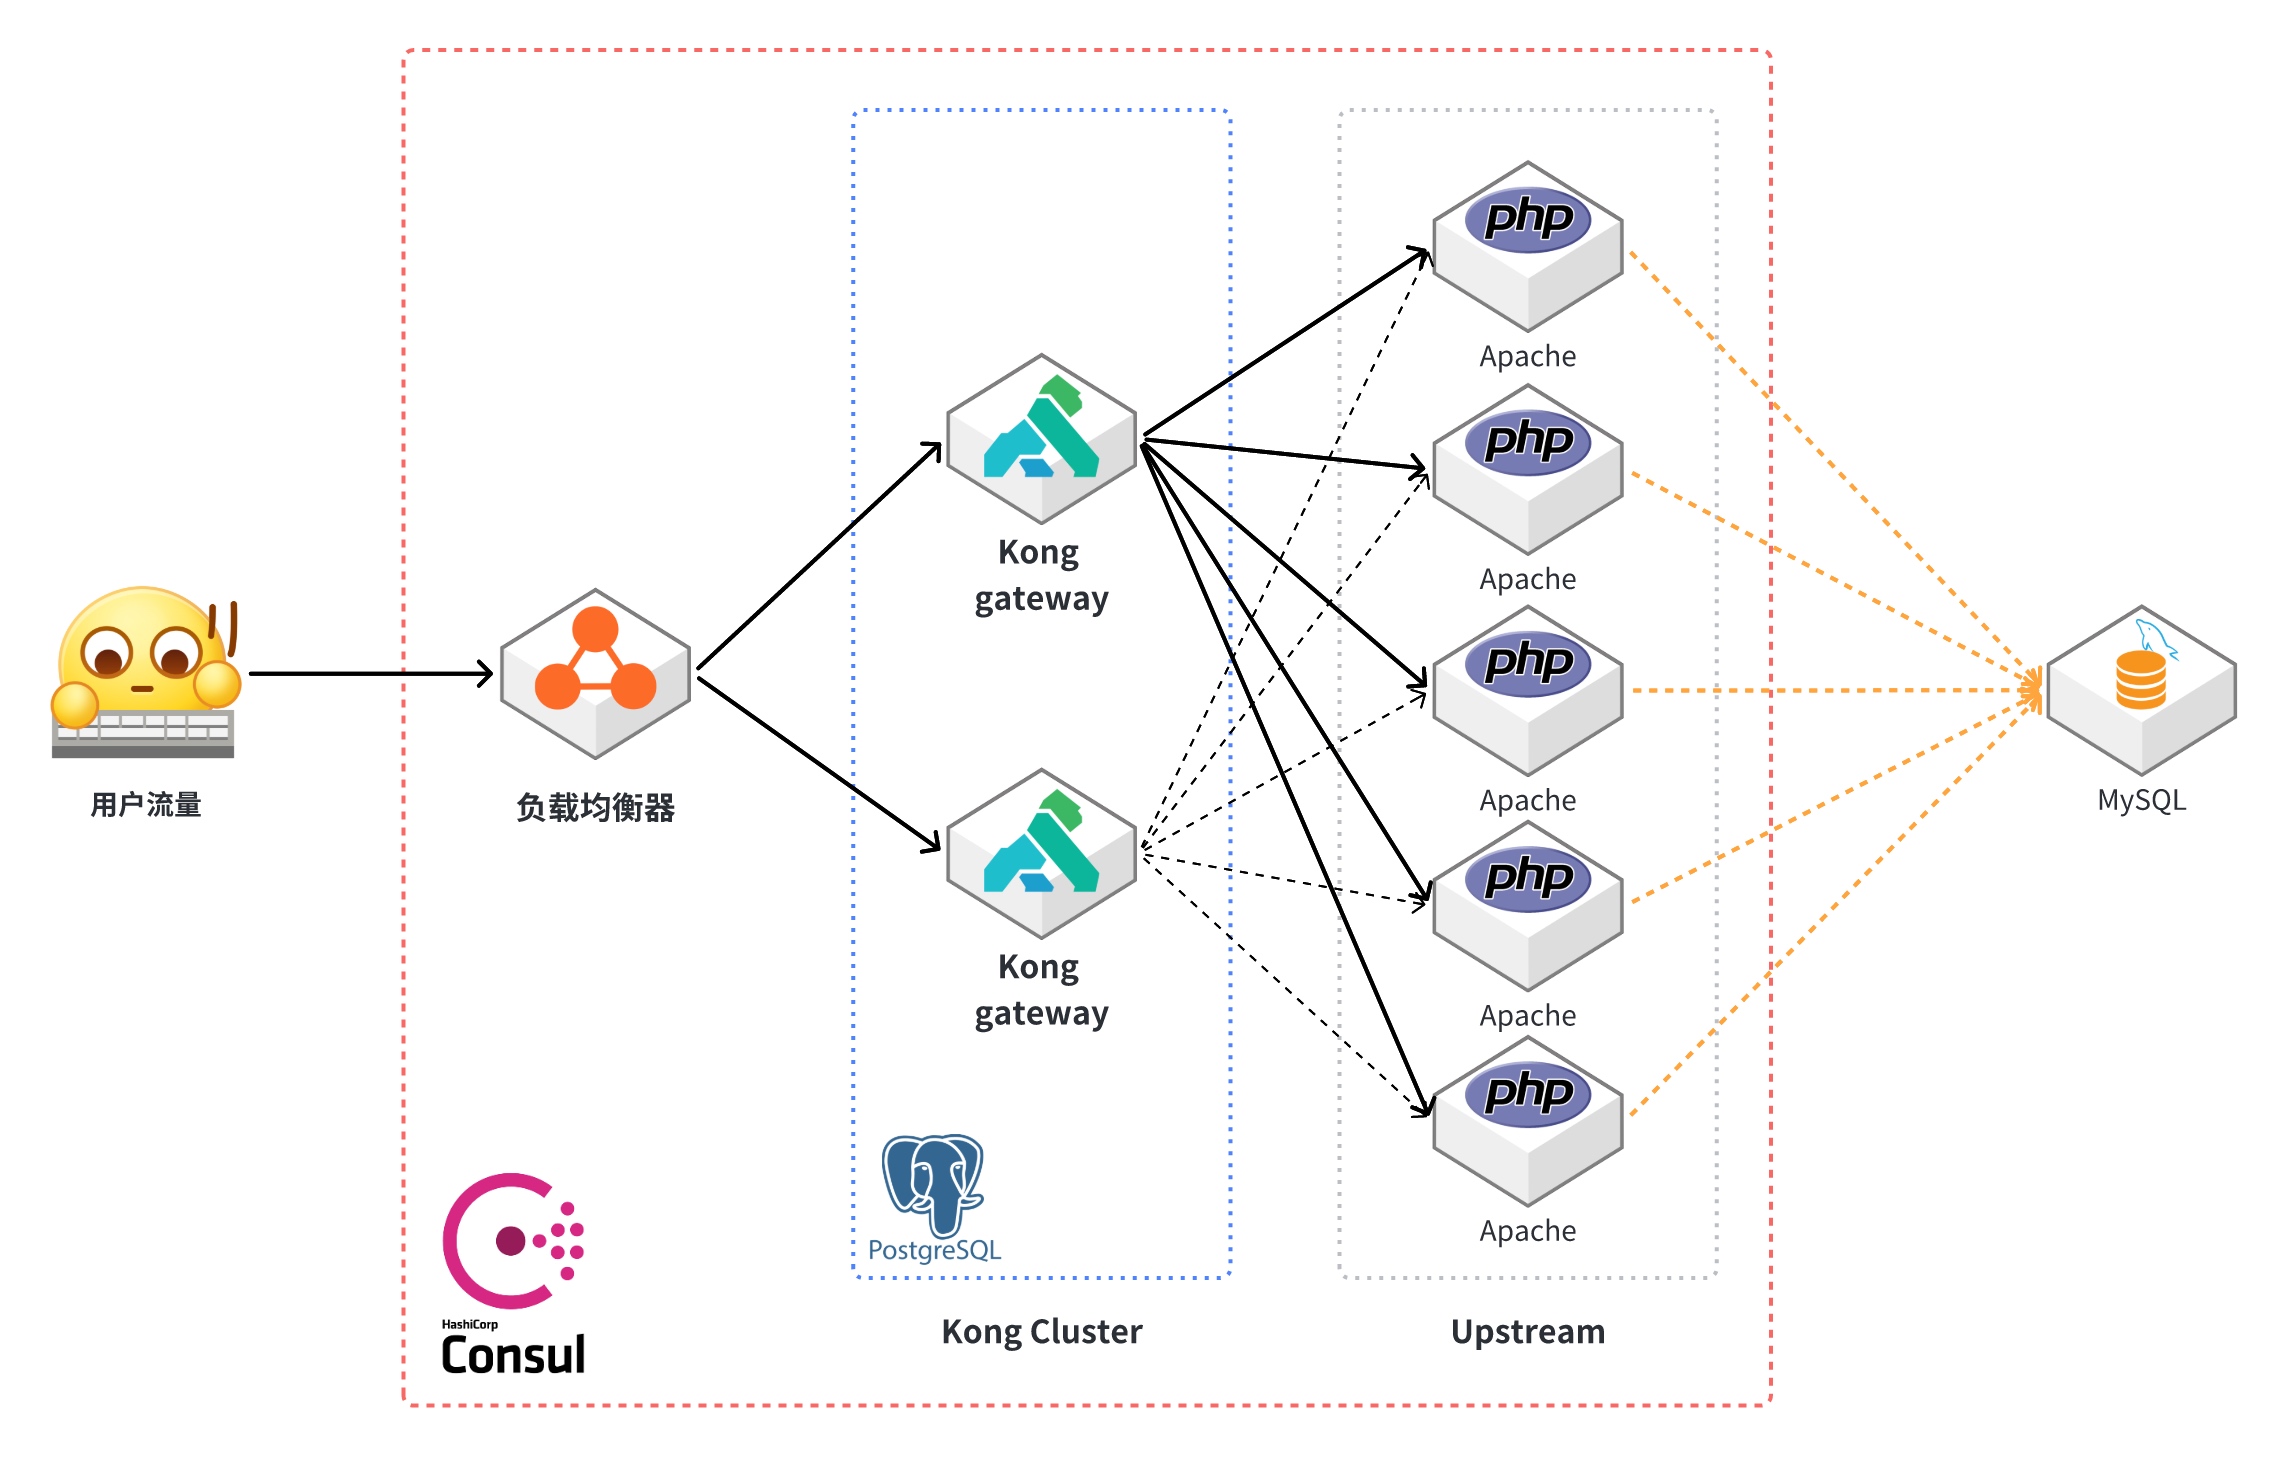 用户流量
负载均衡器
Kong
gateway
Kong
gateway
PostgreSQL
Kong Cluster
php
Apache
php
Apache
php
Apache
php
Apache
php
Apache
Upstream
MySQL
HashiCorp
Consul